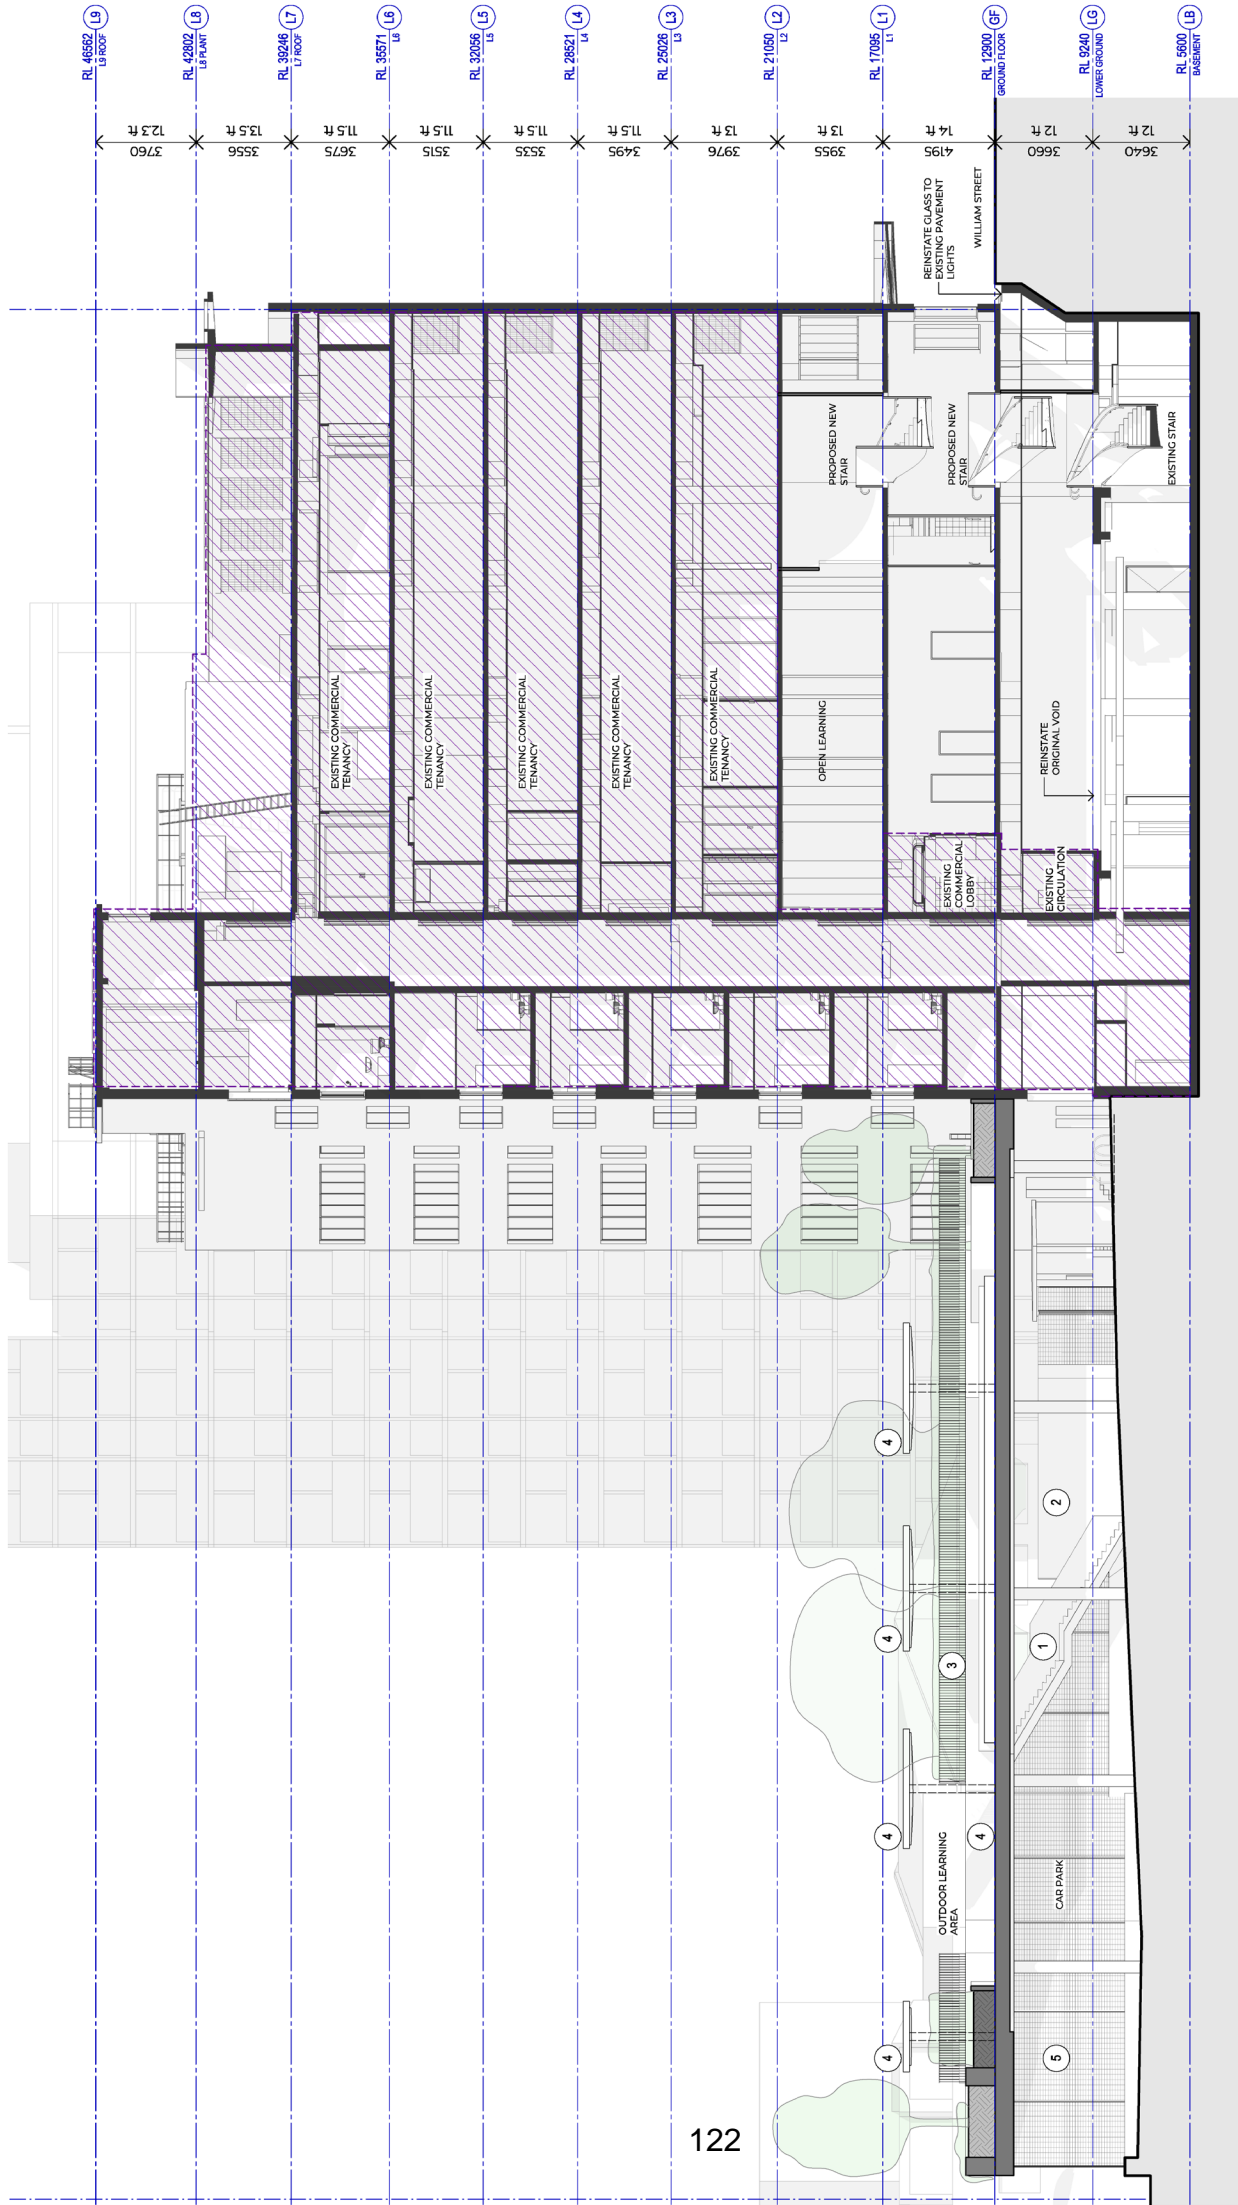 RL 46562
L9 ROOF
L9
RL 42802
L8 PLANT
L8
RL 39246
L7 ROOF
L7
RL 35571
L6
L6
RL 32056
L5
L5
RL 28521
L4
L4
RL 25026
L3
L3
RL 21050
L2
L2
RL 17095
L1
L1
RL 12900
GROUND FLOOR
GF
RL 9240
LOWER GROUND
LG
RL 5600
BASEMENT
LB
3760
12.3 ft
3556
13.5 ft
3675
11.5 ft
3515
11.5 ft
3535
11.5 ft
3495
11.5 ft
3976
13 ft
3955
13 ft
4195
14 ft
3660
12 ft
3640
12 ft
REINSTATE GLASS TO
EXISTING PAVEMENT
LIGHTS
WILLIAM STREET
PROPOSED NEW
STAIR
PROPOSED NEW
STAIR
EXISTING STAIR
EXISTING COMMERCIAL
TENANCY
EXISTING COMMERCIAL
TENANCY
EXISTING COMMERCIAL
TENANCY
EXISTING COMMERCIAL
TENANCY
EXISTING COMMERCIAL
TENANCY
OPEN LEARNING
REINSTATE
ORIGINAL VOID
EXISTING
COMMERCIAL
LOBBY
EXISTING
CIRCULATION
4
2
4
3
1
4
4
OUTDOOR LEARNING
AREA
CAR PARK
4
5
122